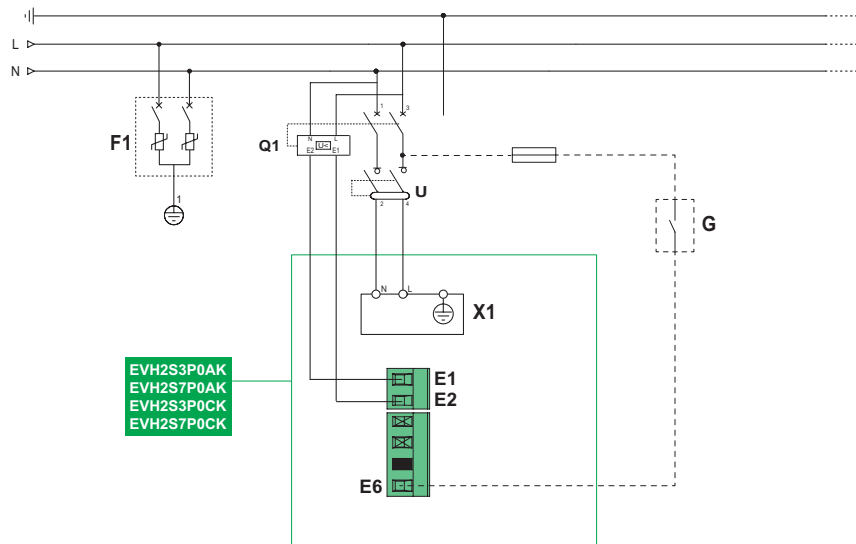 L
N
F1
1
Q1
N L
U<
E2 E1
1 3
U
2 4
G
N L
X1
EVH2S3P0AK
EVH2S7P0AK
EVH2S3P0CK
EVH2S7P0CK
E1
E2
E6